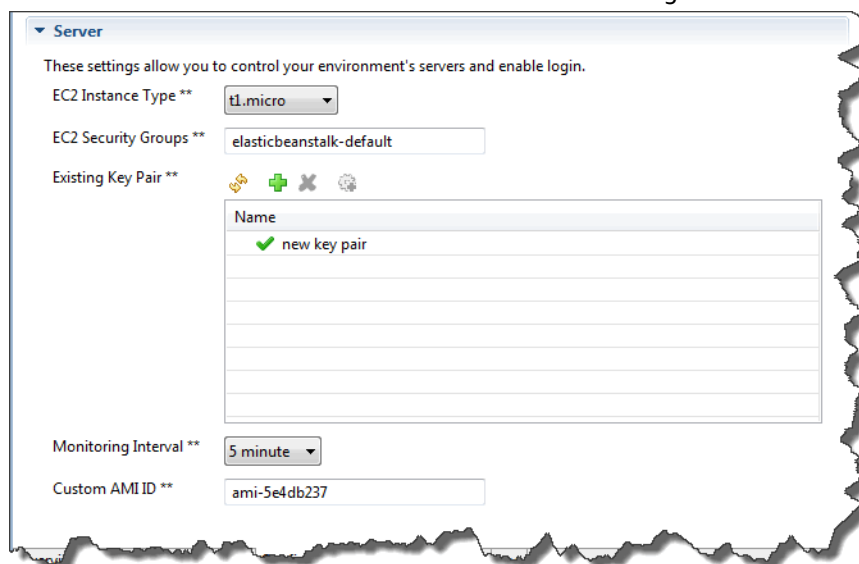 Server
These settings allow you to control your environment's servers and enable login.
EC2 Instance Type ** t1.micro
EC2 Security Groups ** elasticbeanstalk-default
Existing Key Pair **
Name
new key pair
Monitoring Interval ** 5 minute
Custom AMI ID ** ami-5e4db237